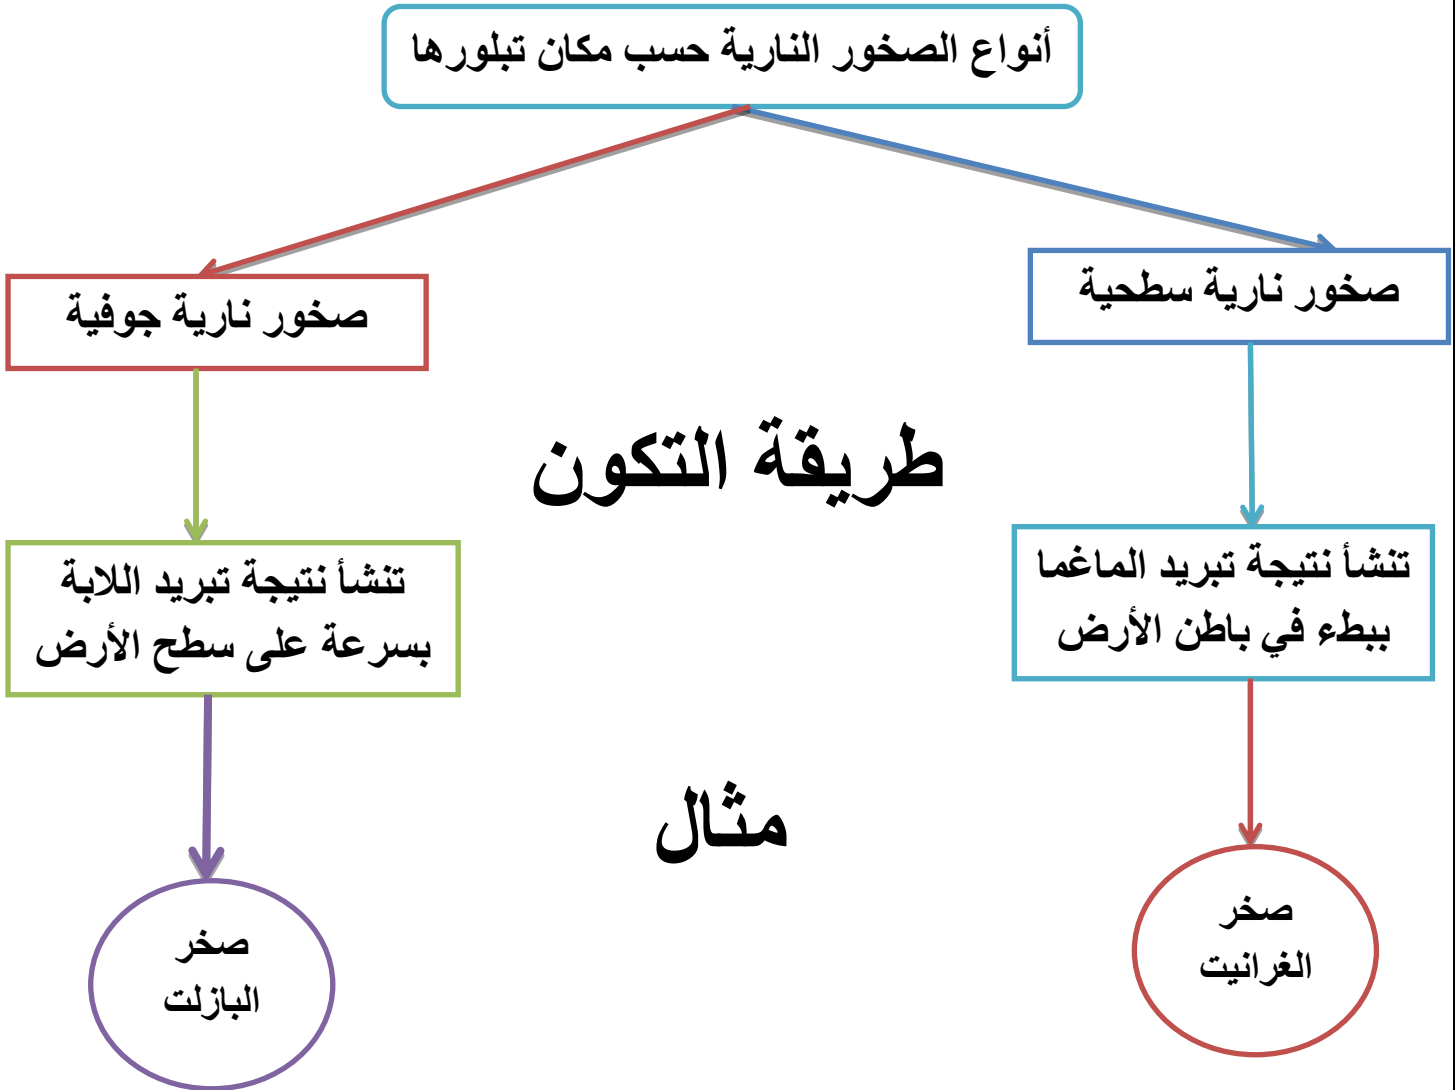 أنواع الصخور النارية حسب مكان تبلورها
صخور نارية سطحية
صخور نارية جوفية
طريقة التكون
تنشأ نتيجة تبريد الماغما
ببطء في باطن الأرض
تنشأ نتيجة تبريد اللابة
بسرعة على سطح الأرض
مثال
صخر
الغرانيت
صخر
البازلت